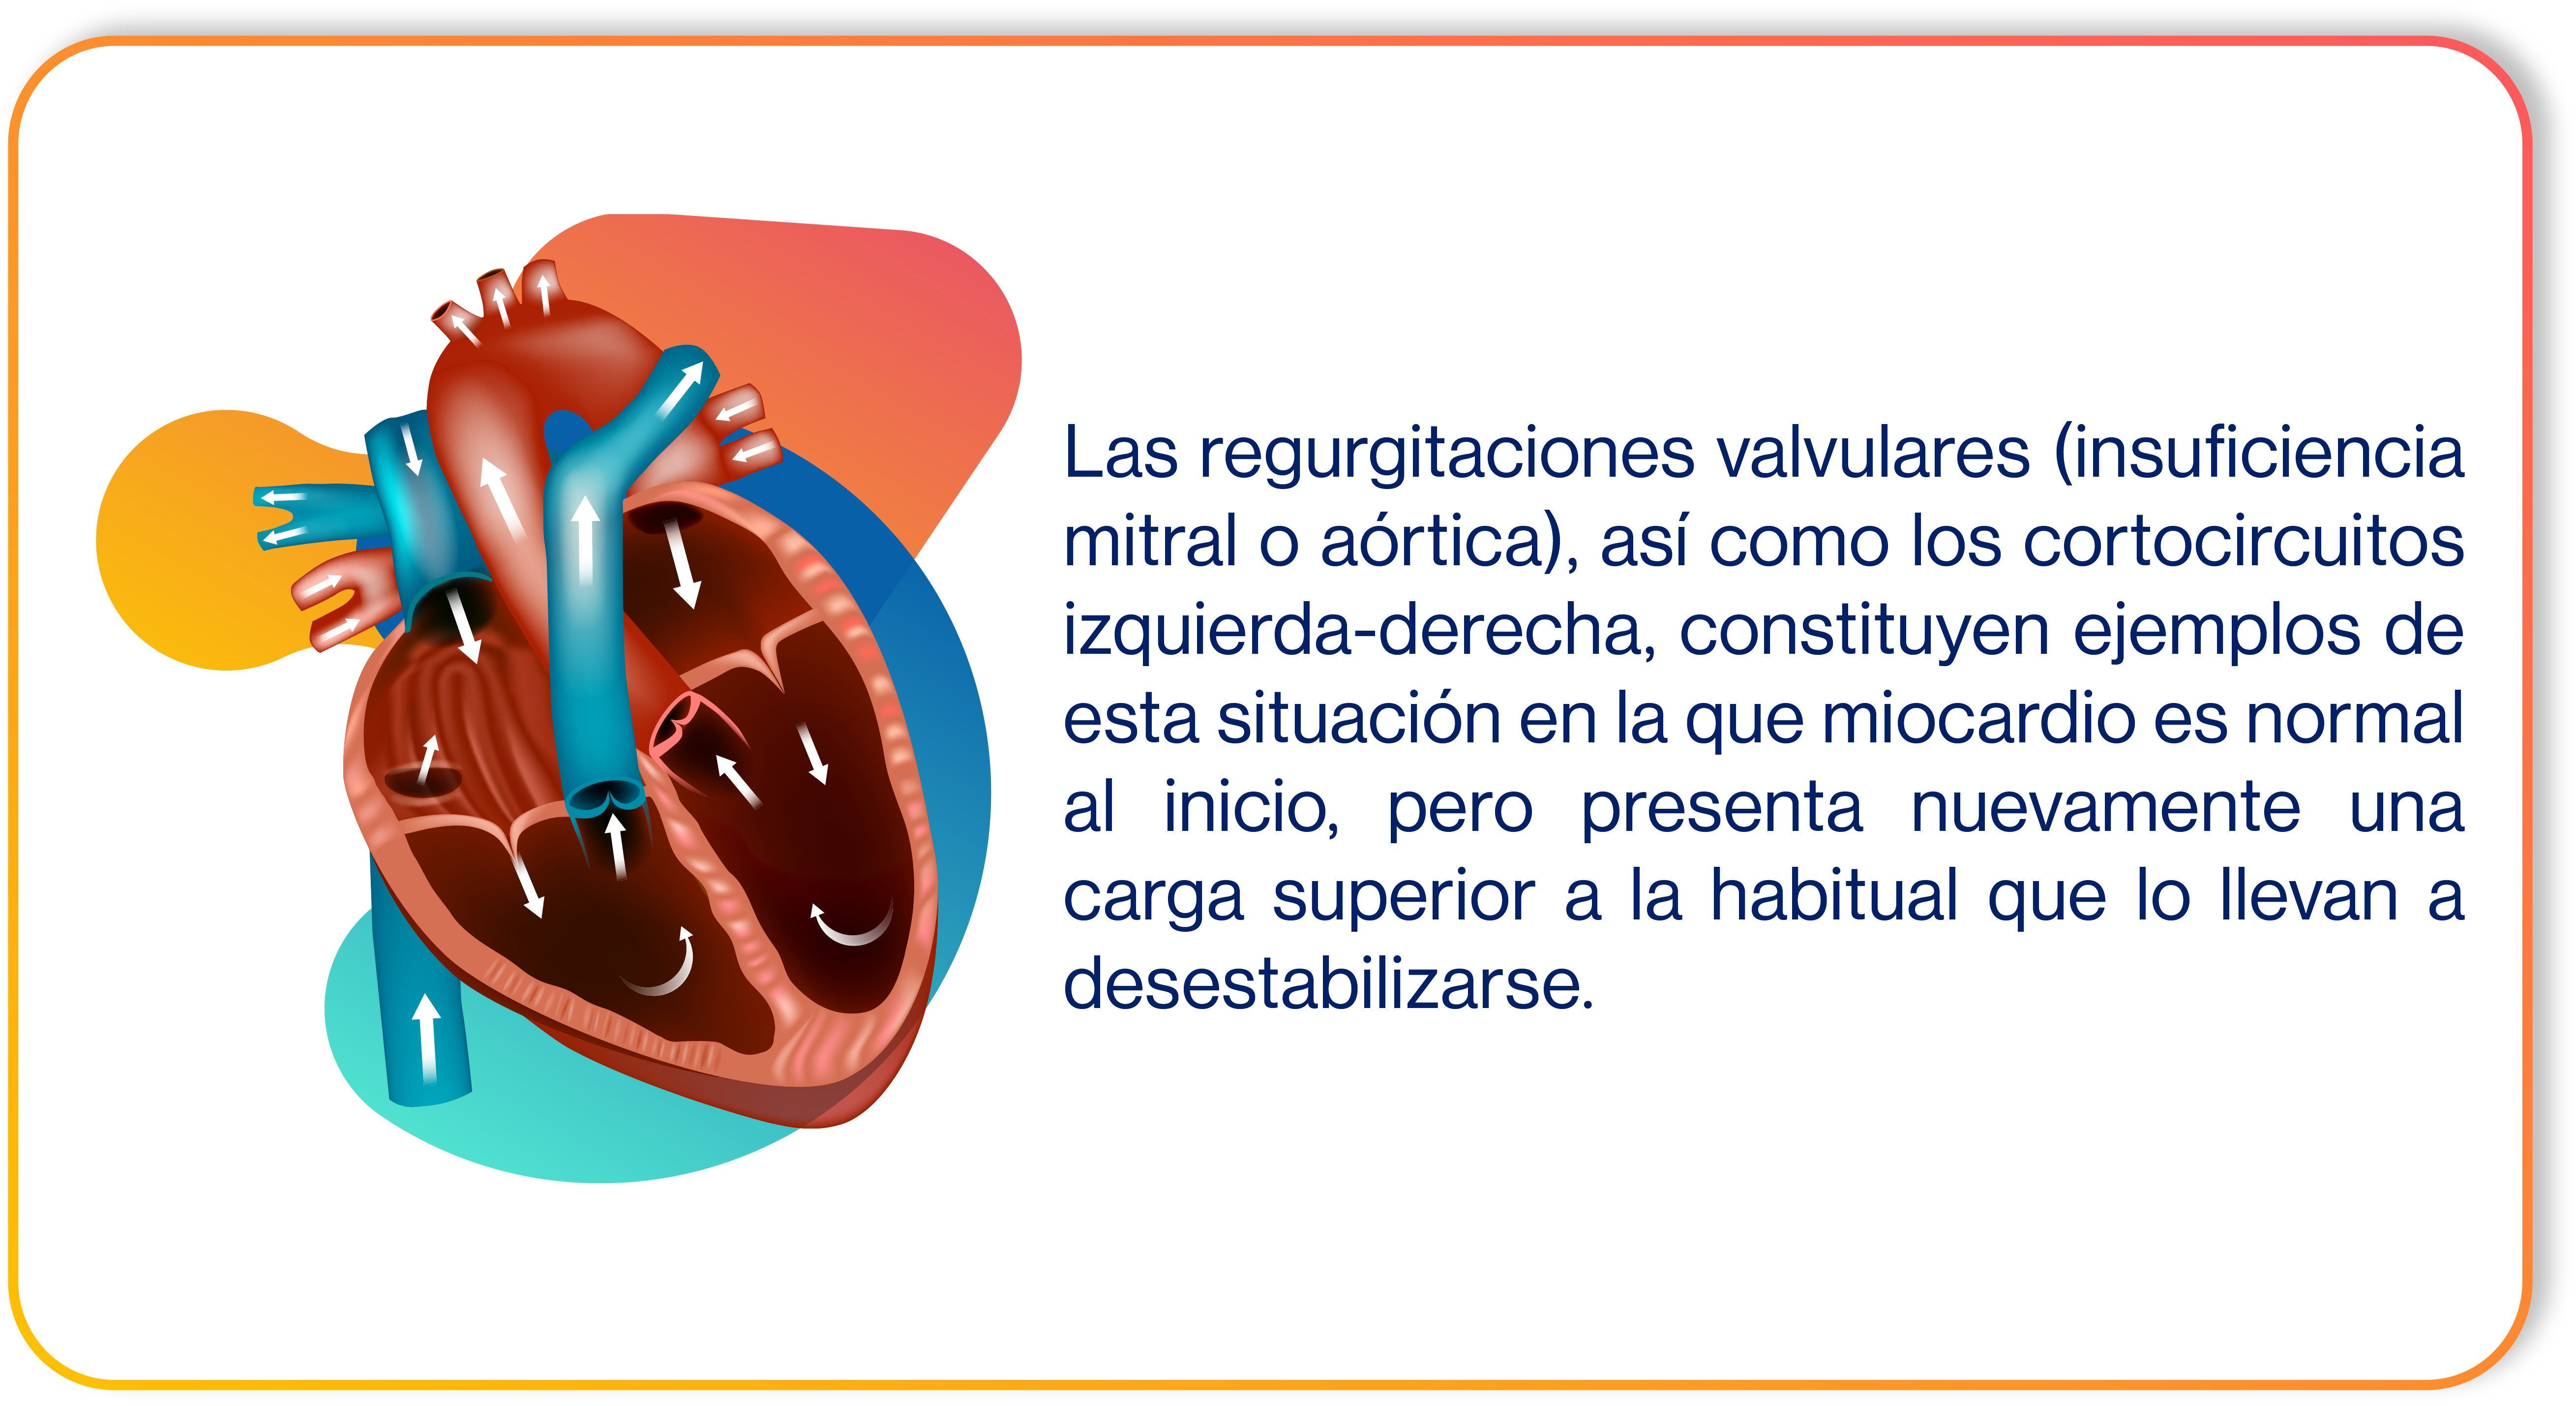 Las regurgitaciones valvulares (insuficiencia
mitral o aórtica), así como los cortocircuitos
izquierda-derecha, constituyen ejemplos de
esta situación en la que miocardio es normal
al inicio, pero presenta nuevamente una
carga superior a la habitual que lo llevan a
desestabilizarse.